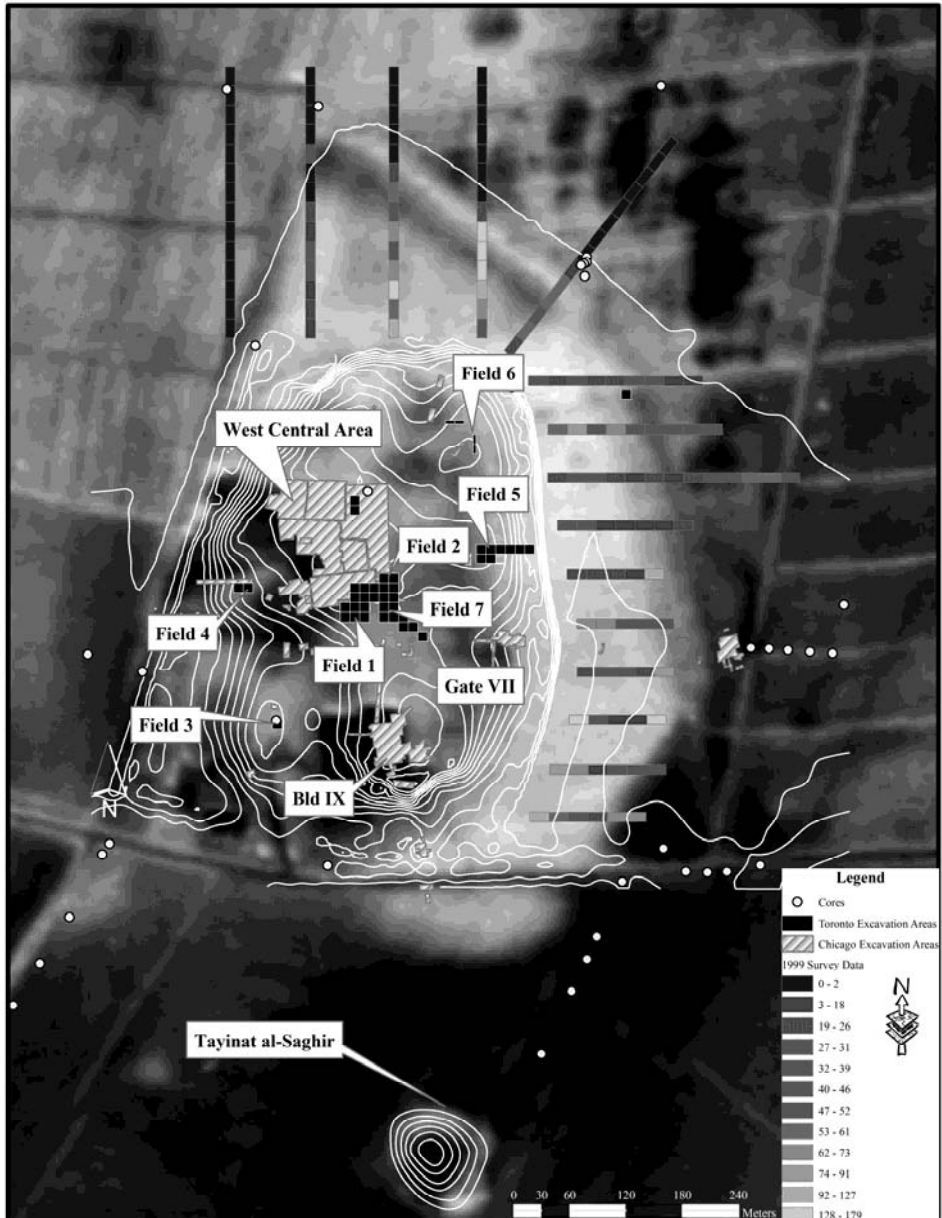 Field 6
West Central Area
Field 5
Field 2
Field 4
Field 7
Field 1
Gate VII
Field 3
N
Bld IX
Legend
Cores
Toronto Excavation Areas
Chicago Excavation Areas
1999 Survey Data
0 - 2
N
3 - 18
19 - 26
27 - 31
32 - 39
40 - 46
47 - 52
53 - 61
62 - 73
74 - 91
92 - 127
128 - 179
Tayinat al-Saghir
0 30 60 120 180 240
Meters